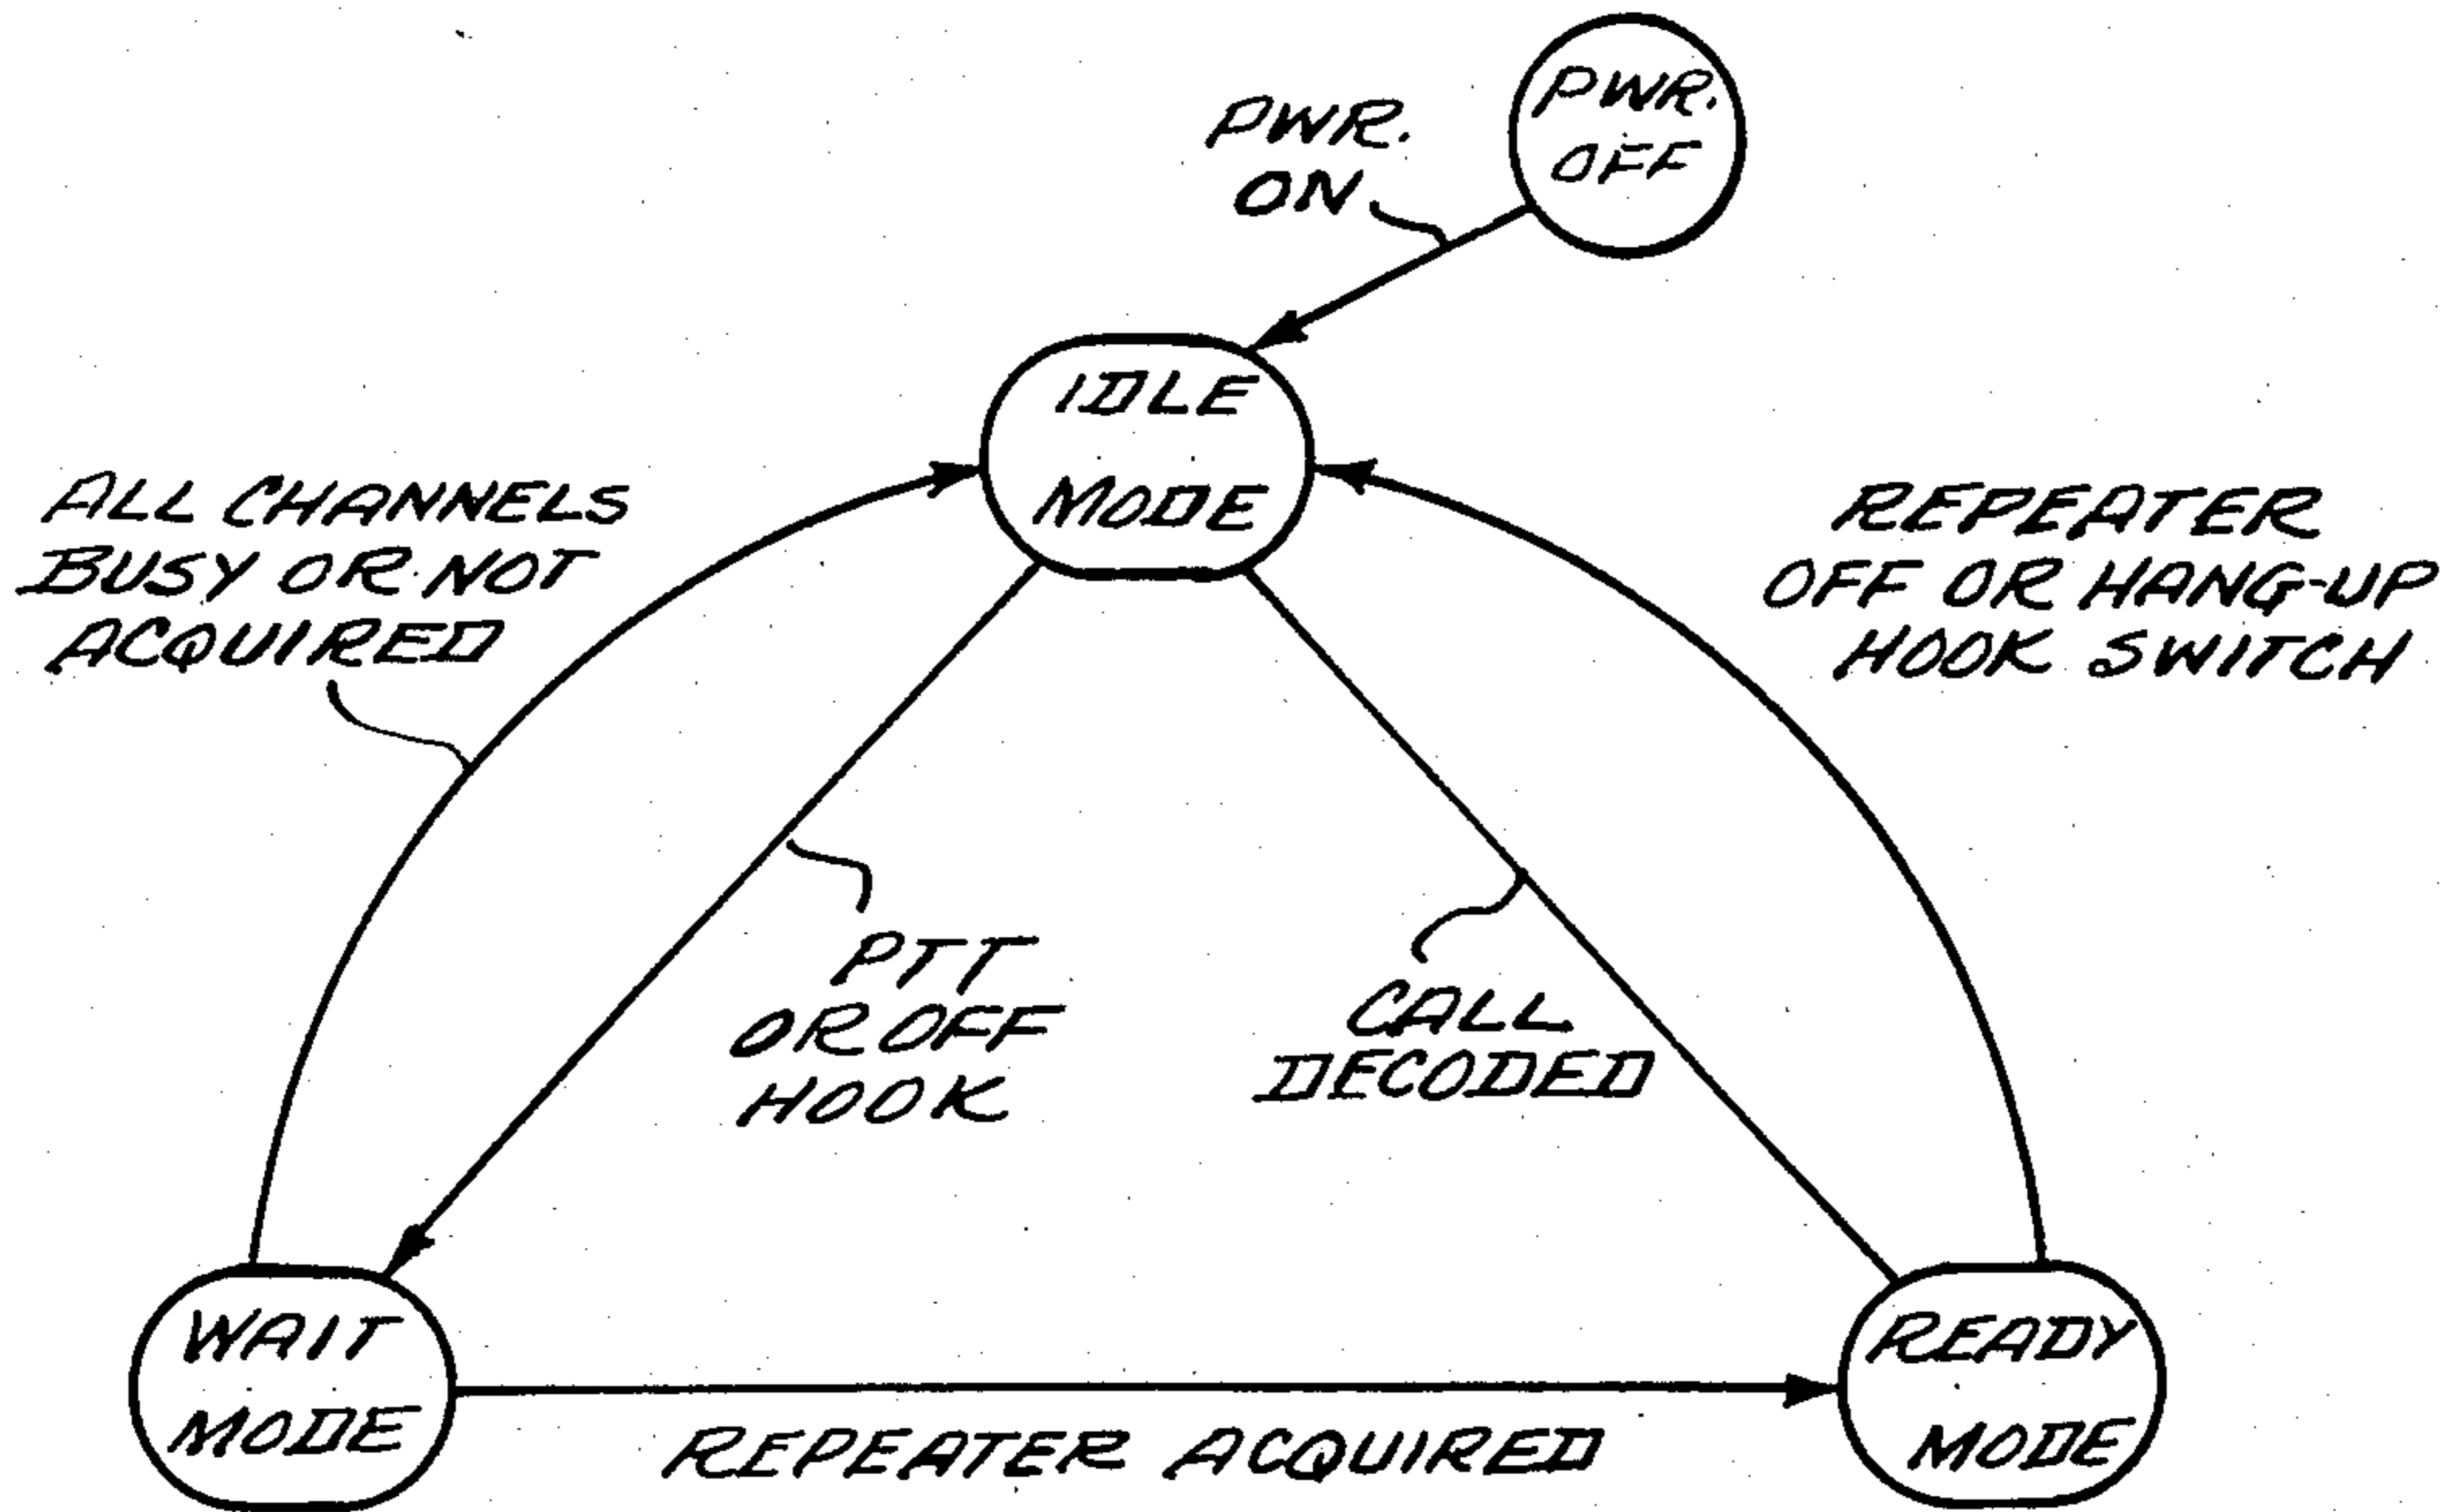 PWR.
OFF
PWR.
ON
IDLE
MODE
ALL CHANNELS
BUSY OR NOT
ACQUIRED
REPEATER
OFF OR HANG-UP
HOOK SWITCH
PTT
OR OFF
HOOK
CALL
DECODED
WAIT
MODE
READY
MODE
REPEATER ACQUIRED